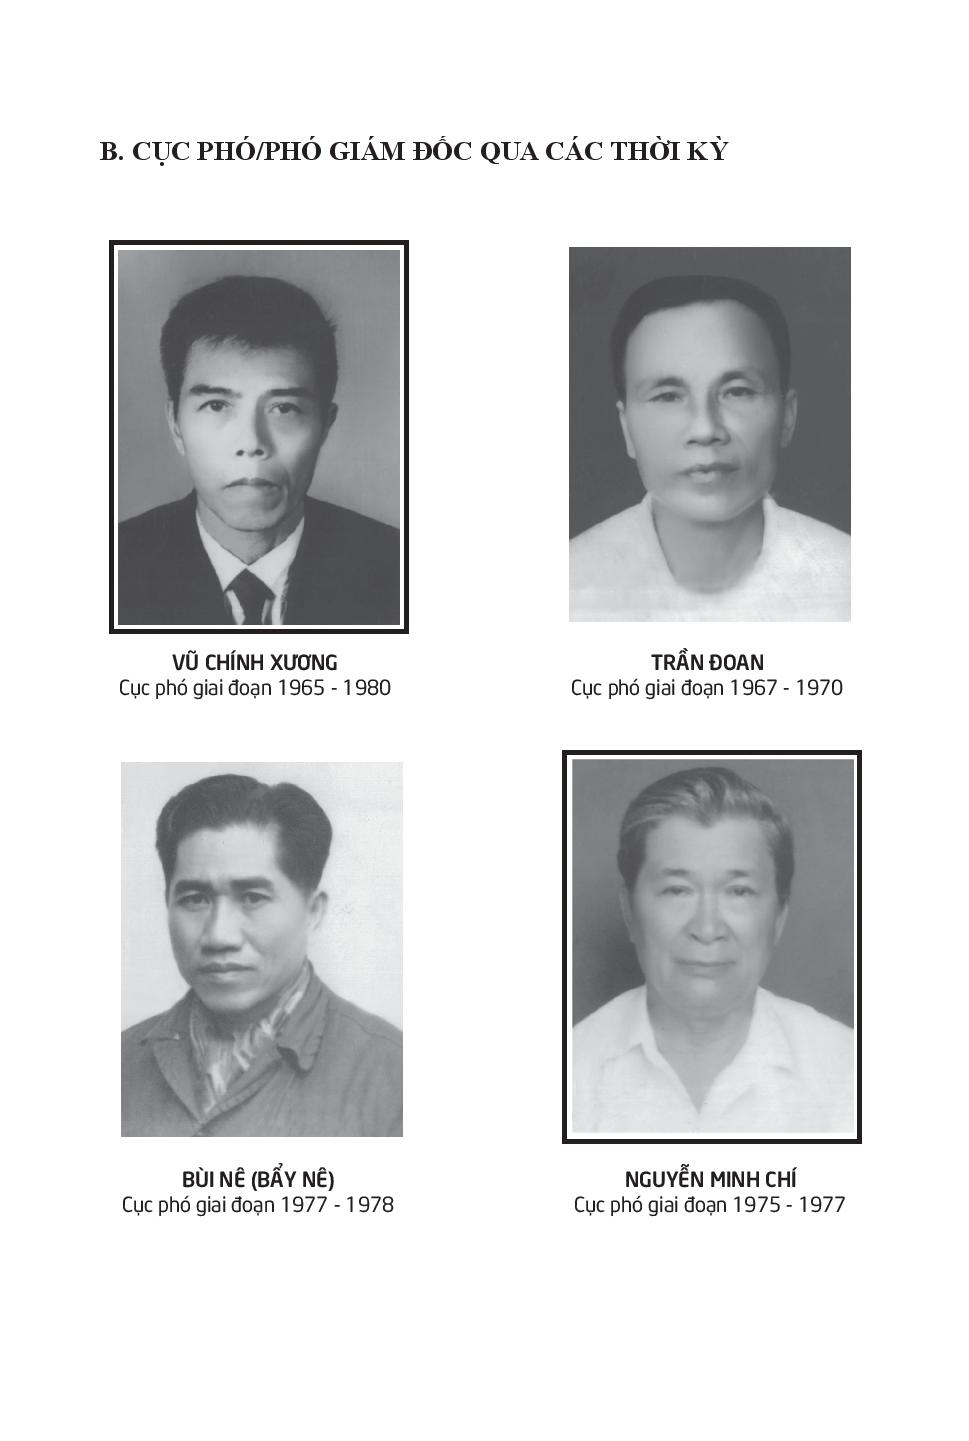 B. CỤC PHÓ/PHÓ GIÁM ĐỐC QUA CÁC THỜI KỲ
VŨ CHÍNH XƯƠNG
Cục phó giai đoạn 1965 - 1980
TRẦN ĐOAN
Cục phó giai đoạn 1967 - 1970
BÙI NÊ (BẨY NÊ)
Cục phó giai đoạn 1977 - 1978
NGUYỄN MINH CHÍ
Cục phó giai đoạn 1975 - 1977